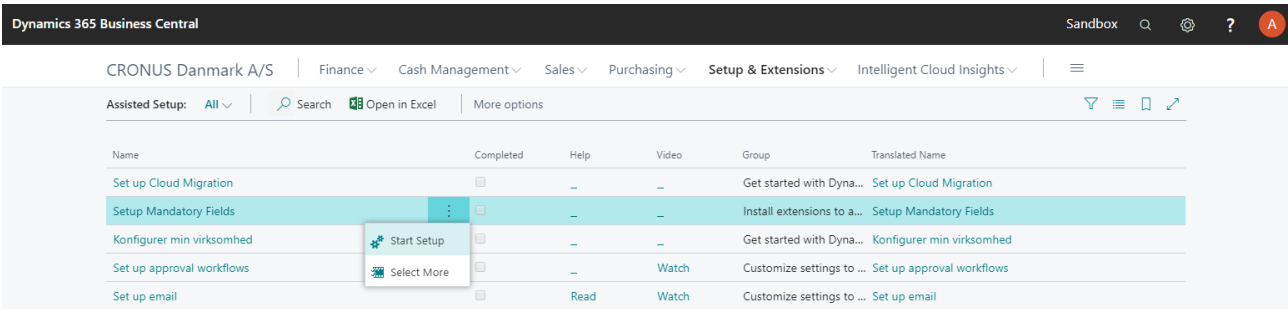 Dynamics 365 Business Central Sandbox ? A
CRONUS Danmark A/S Finance Cash Management Sales Purchasing Setup & Extensions Intelligent Cloud Insights
Assisted Setup: All Search Open in Excel More options
Name Completed Help Video Group Translated Name
Set up Cloud Migration _ _ Get started with Dyna... Set up Cloud Migration
Setup Mandatory Fields _ _ Install extensions to a... Setup Mandatory Fields
Konfigurer min virksomhed _ _ Get started with Dyna... Konfigurer min virksomhed
Start Setup
Set up approval workflows _ Watch Customize settings to ... Set up approval workflows
Select More
Set up email Read Watch Customize settings to ... Set up email